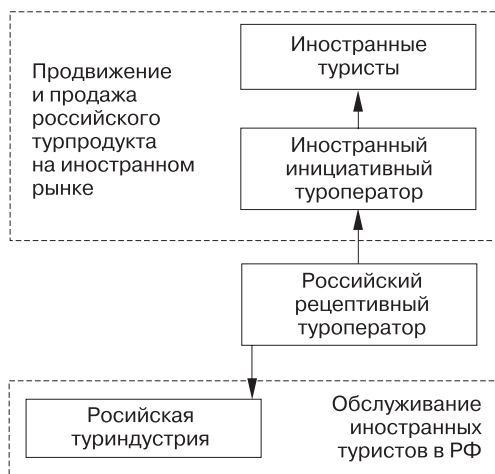 Продвижение
и продажа
российского
турпродукта
на иностранном
рынке
Иностранные
туристы
Иностранный
инициативный
туроператор
Российский
рецептивный
туроператор
Росийская
туриндустрия
Обслуживание
иностранных
туристов в РФ